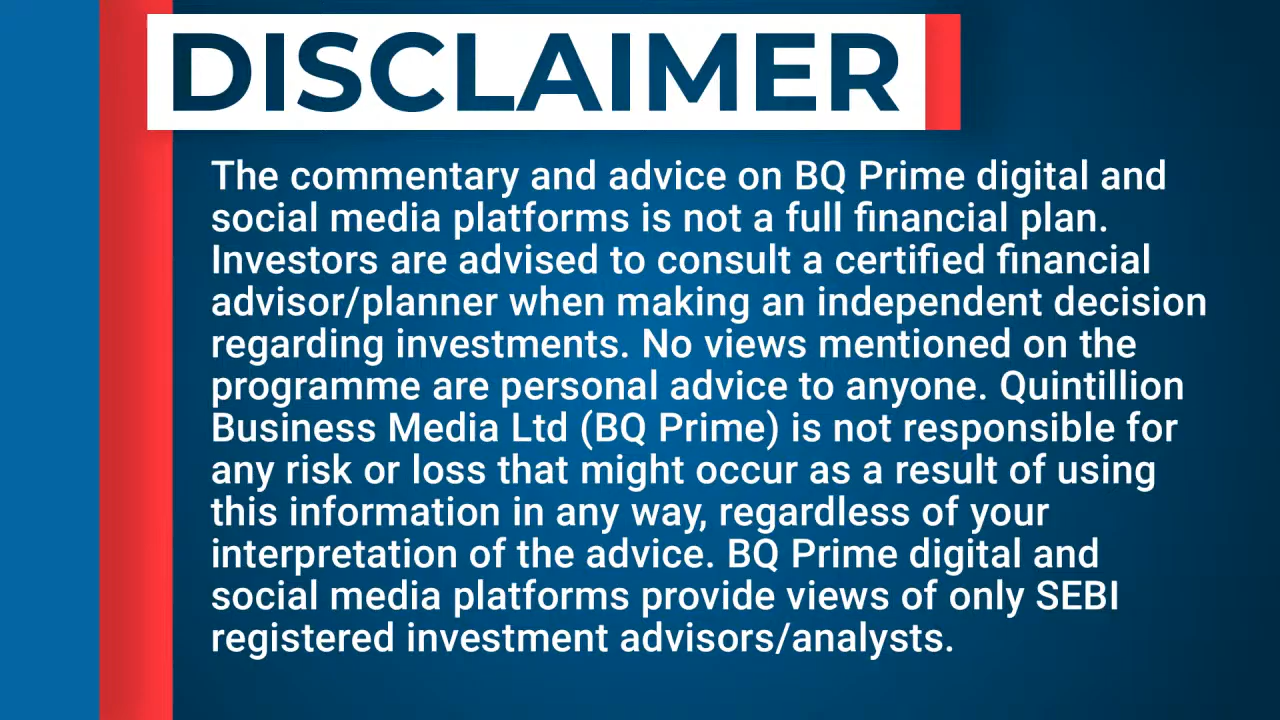 DISCLAIMER
The commentary and advice on BQ Prime digital and
social media platforms is not a full financial plan.
Investors are advised to consult a certified financial
advisor/planner when making an independent decision
regarding investments. No views mentioned on the
programme are personal advice to anyone. Quintillion
Business Media Ltd (BQ Prime) is not responsible for
any risk or loss that might occur as a result of using
this information in any way, regardless of your
interpretation of the advice. BQ Prime digital and
social media platforms provide views of only SEBI
registered investment advisors/analysts.